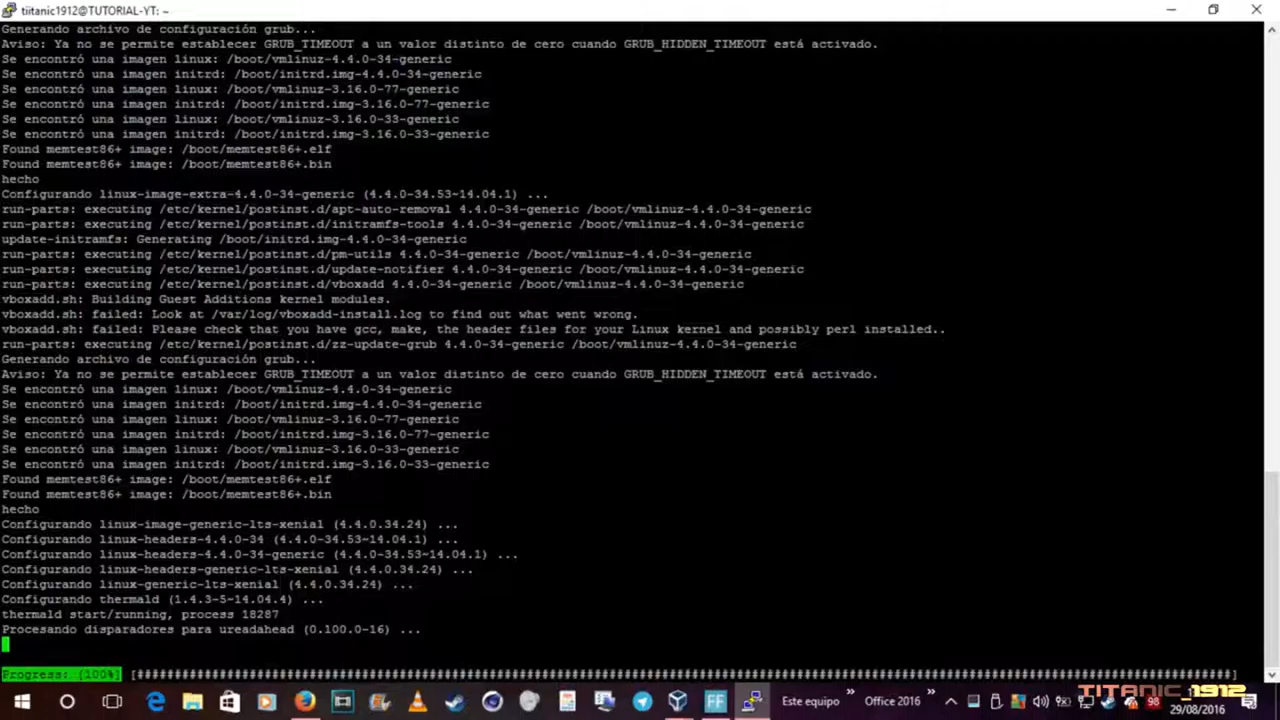 tiitanic1912@TUTORIAL-YT: ~
Generando archivo de configuración grub...
Aviso: Ya no se permite establecer GRUB_TIMEOUT a un valor distinto de cero cuando GRUB_HIDDEN_TIMEOUT está activado.
Se encontró una imagen linux: /boot/vmlinuz-4.4.0-34-generic
Se encontró una imagen initrd: /boot/initrd.img-4.4.0-34-generic
Se encontró una imagen linux: /boot/vmlinuz-3.16.0-77-generic
Se encontró una imagen initrd: /boot/initrd.img-3.16.0-77-generic
Se encontró una imagen linux: /boot/vmlinuz-3.16.0-33-generic
Se encontró una imagen initrd: /boot/initrd.img-3.16.0-33-generic
Found memtest86+ image: /boot/memtest86+.elf
Found memtest86+ image: /boot/memtest86+.bin
hecho
Configurando linux-image-extra-4.4.0-34-generic (4.4.0-34.53~14.04.1) ...
run-parts: executing /etc/kernel/postinst.d/apt-auto-removal 4.4.0-34-generic /boot/vmlinuz-4.4.0-34-generic
run-parts: executing /etc/kernel/postinst.d/initramfs-tools 4.4.0-34-generic /boot/vmlinuz-4.4.0-34-generic
update-initramfs: Generating /boot/initrd.img-4.4.0-34-generic
run-parts: executing /etc/kernel/postinst.d/pm-utils 4.4.0-34-generic /boot/vmlinuz-4.4.0-34-generic
run-parts: executing /etc/kernel/postinst.d/update-notifier 4.4.0-34-generic /boot/vmlinuz-4.4.0-34-generic
run-parts: executing /etc/kernel/postinst.d/vboxadd 4.4.0-34-generic /boot/vmlinuz-4.4.0-34-generic
vboxadd.sh: Building Guest Additions kernel modules.
vboxadd.sh: failed: Look at /var/log/vboxadd-install.log to find out what went wrong.
vboxadd.sh: failed: Please check that you have gcc, make, the header files for your Linux kernel and possibly perl installed..
run-parts: executing /etc/kernel/postinst.d/zz-update-grub 4.4.0-34-generic /boot/vmlinuz-4.4.0-34-generic
Generando archivo de configuración grub...
Aviso: Ya no se permite establecer GRUB_TIMEOUT a un valor distinto de cero cuando GRUB_HIDDEN_TIMEOUT está activado.
Se encontró una imagen linux: /boot/vmlinuz-4.4.0-34-generic
Se encontró una imagen initrd: /boot/initrd.img-4.4.0-34-generic
Se encontró una imagen linux: /boot/vmlinuz-3.16.0-77-generic
Se encontró una imagen initrd: /boot/initrd.img-3.16.0-77-generic
Se encontró una imagen linux: /boot/vmlinuz-3.16.0-33-generic
Se encontró una imagen initrd: /boot/initrd.img-3.16.0-33-generic
Found memtest86+ image: /boot/memtest86+.elf
Found memtest86+ image: /boot/memtest86+.bin
hecho
Configurando linux-image-generic-lts-xenial (4.4.0.34.24) ...
Configurando linux-headers-4.4.0-34 (4.4.0-34.53~14.04.1) ...
Configurando linux-headers-4.4.0-34-generic (4.4.0-34.53~14.04.1) ...
Configurando linux-headers-generic-lts-xenial (4.4.0.34.24) ...
Configurando linux-generic-lts-xenial (4.4.0.34.24) ...
Configurando thermald (1.4.3-5~14.04.4) ...
thermald start/running, process 18287
Procesando disparadores para ureadahead (0.100.0-16) ...
Progress: [100%]
FF Este equipo » Office 2016 » 98 TITANIC_1912
29/08/2016